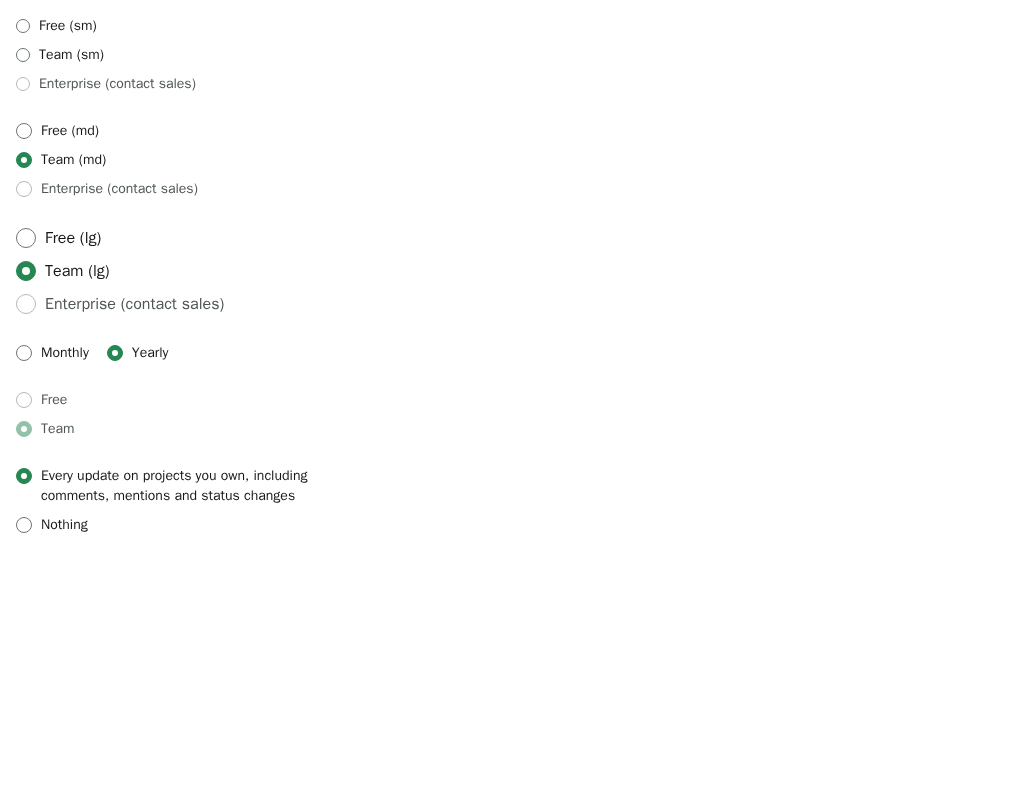 Free (sm)
Team (sm)
Enterprise (contact sales)
Free (md)
Team (md)
Enterprise (contact sales)
Free (lg)
Team (lg)
Enterprise (contact sales)
Monthly Yearly
Free
Team
Every update on projects you own, including
comments, mentions and status changes
Nothing